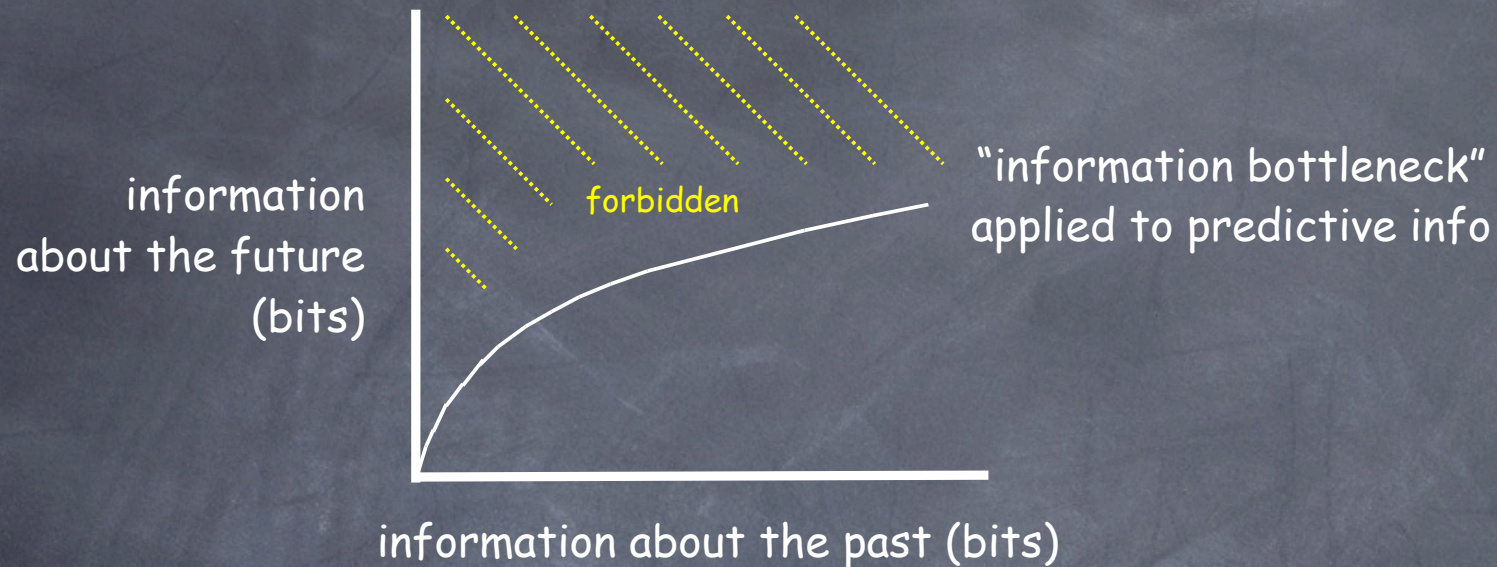 information
about the future
(bits)
forbidden
“information bottleneck”
applied to predictive info
information about the past (bits)